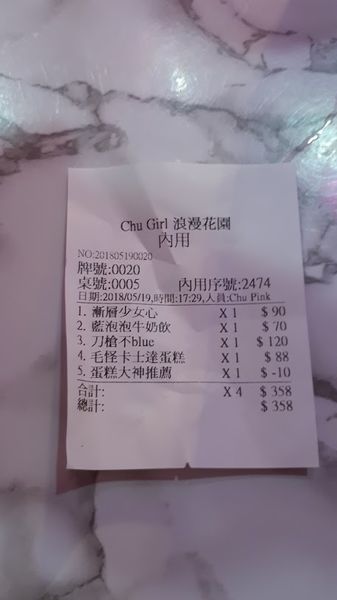 Chu Girl 浪漫花園
內用
NO:201805190020
牌號:0020
桌號:0005 內用序號:2474
日期:2018/05/19,時間:17:29,人員:Chu Pink
1. 漸層少女心 X 1 $ 90
2. 藍泡泡牛奶飲 X 1 $ 70
3. 刀槍不blue X 1 $ 120
4. 毛怪卡士達蛋糕 X 1 $ 88
5. 蛋糕大神推薦 X 1 $ -10
合計: X 4 $ 358
總計: $ 358